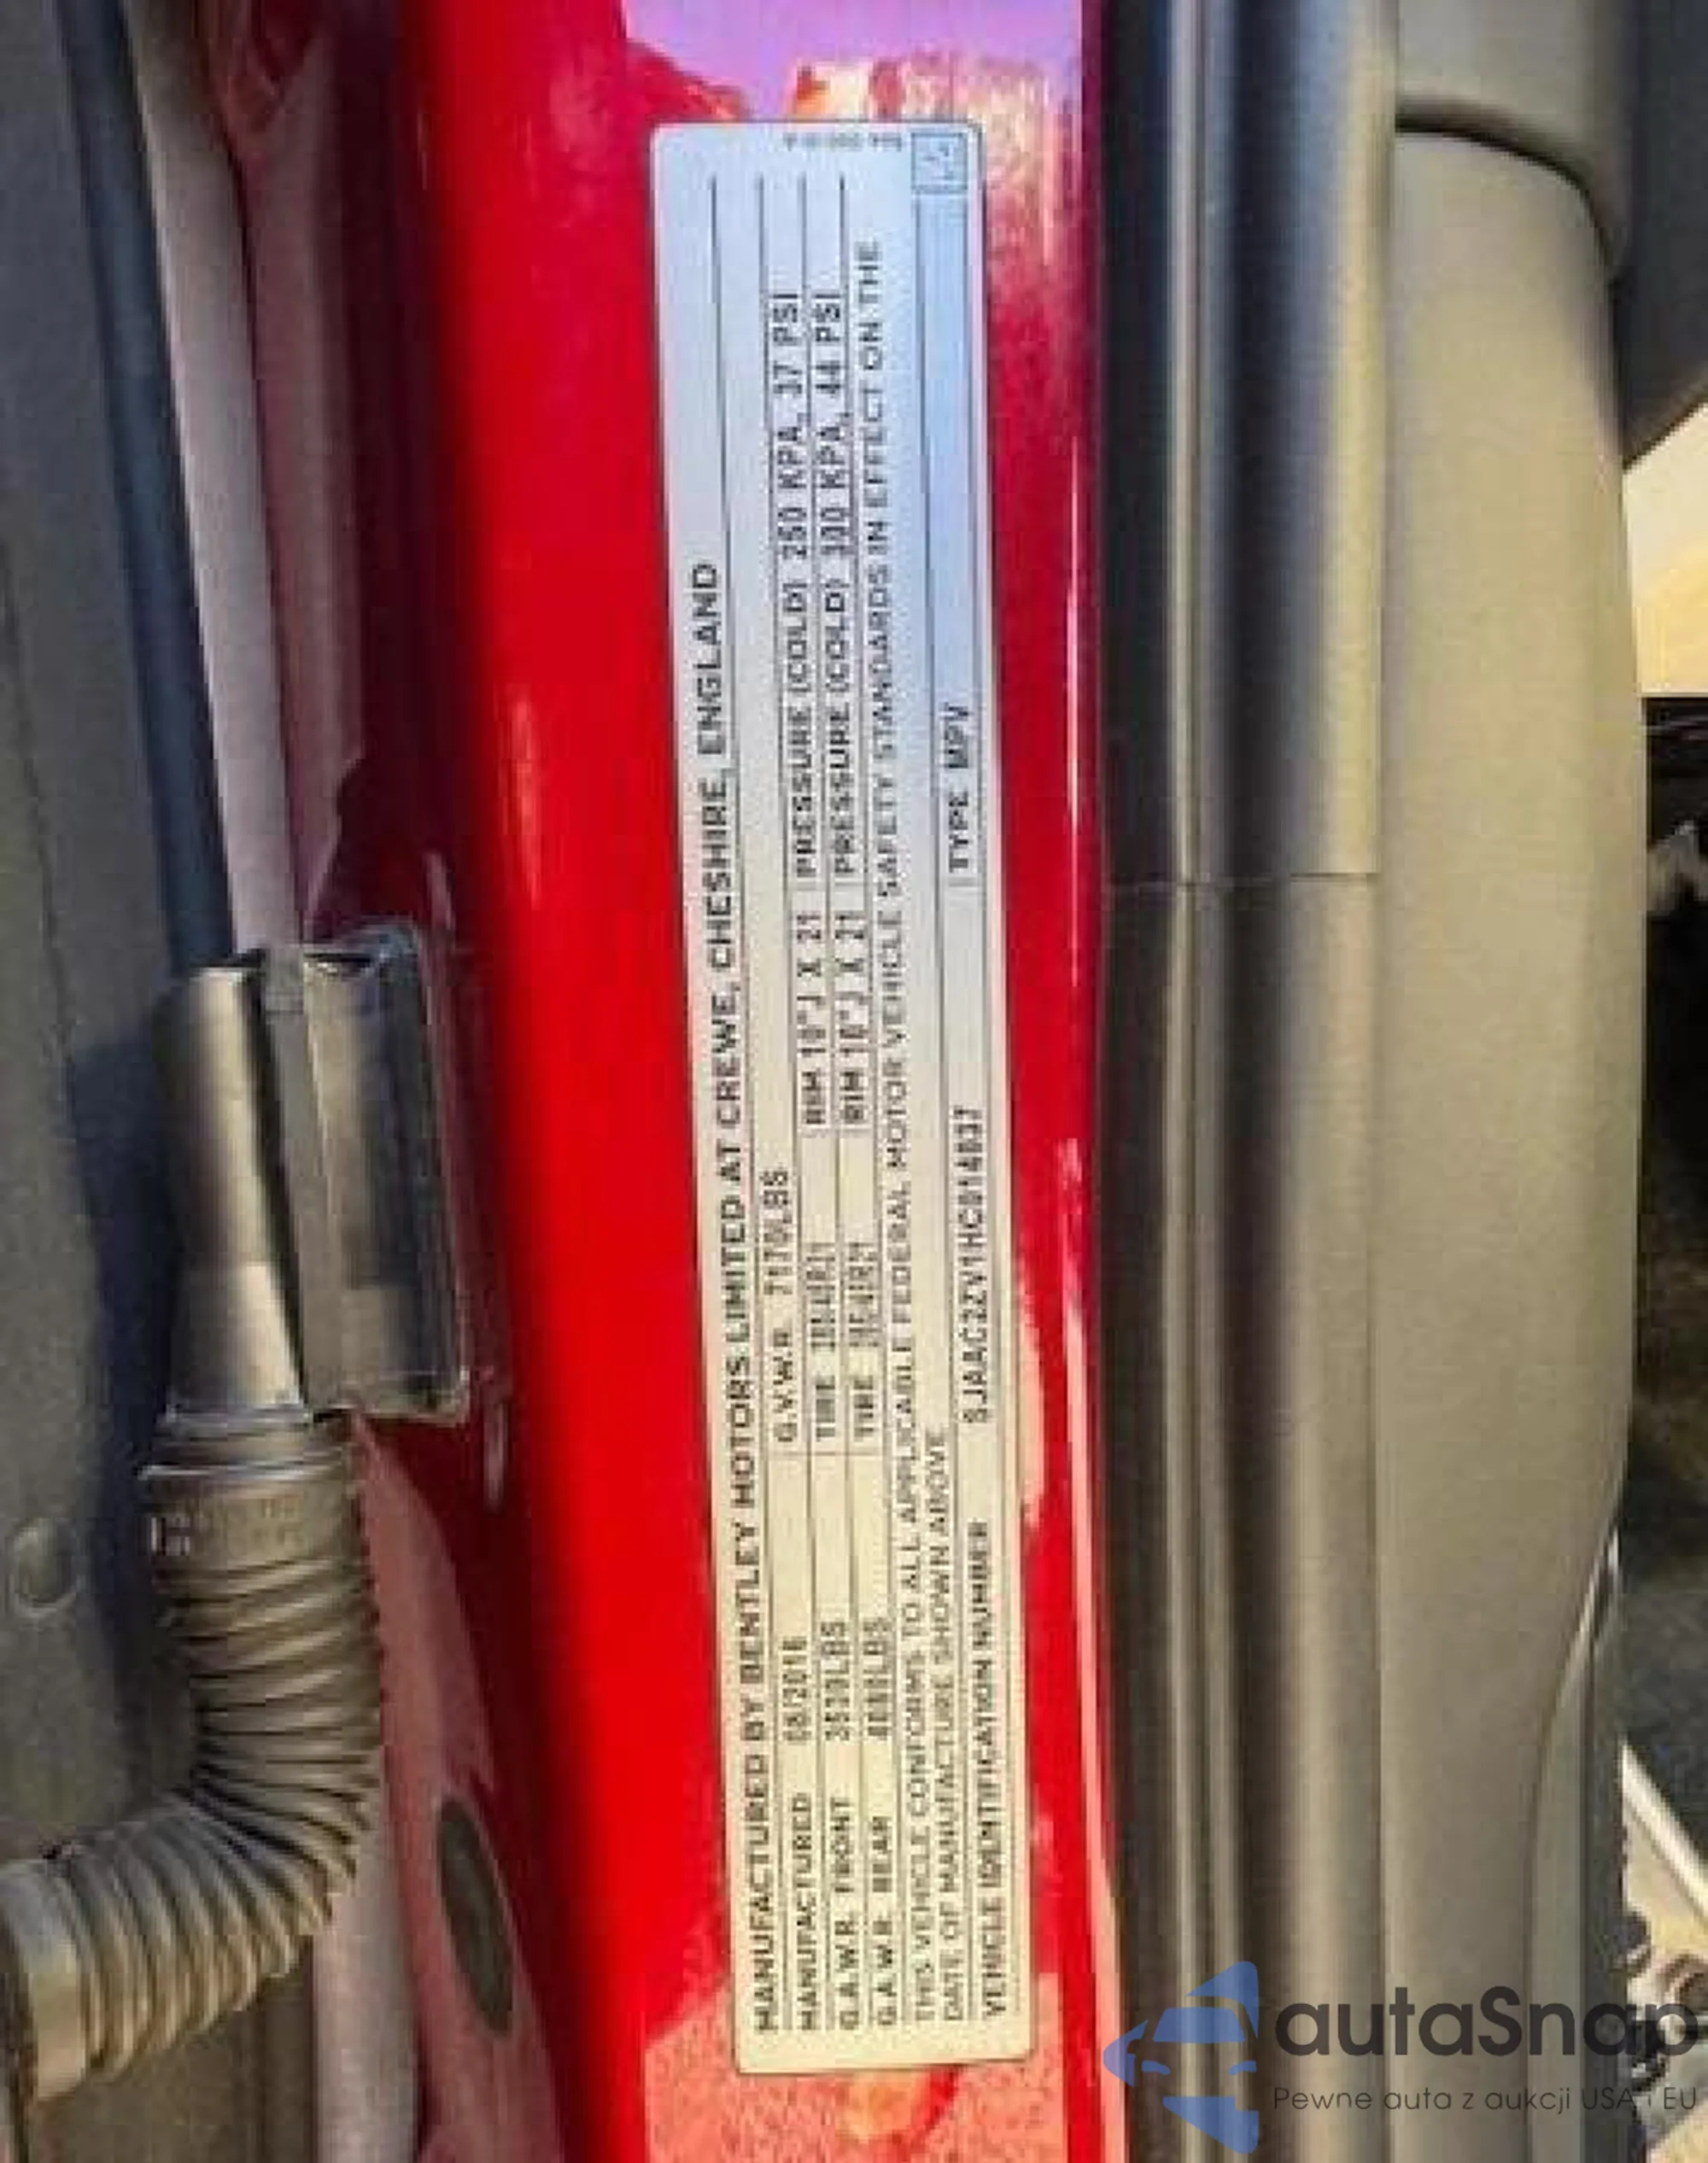 MANUFACTURED BY BENTLEY MOTORS LIMITED AT CREWE, CHESHIRE, ENGLAND
MANUFACTURED 08/2016 G.V.W.R 7170LBS
G.A.W.R. FRONT TIRE RIM 10"J X 21 PRESSURE (COLD) 250 KPA, 37 PSI
G.A.W.R. REAR TIRE RIM 10"J X 21 PRESSURE (COLD) 300 KPA, 44 PSI
THIS VEHICLE CONFORMS TO ALL APPLICABLE FEDERAL MOTOR VEHICLE SAFETY STANDARDS IN EFFECT ON THE
DATE OF MANUFACTURE SHOWN ABOVE
VEHICLE IDENTIFICATION NUMBER TYPE MPV
autaSnap
Pewne auta z aukcji USA i EU